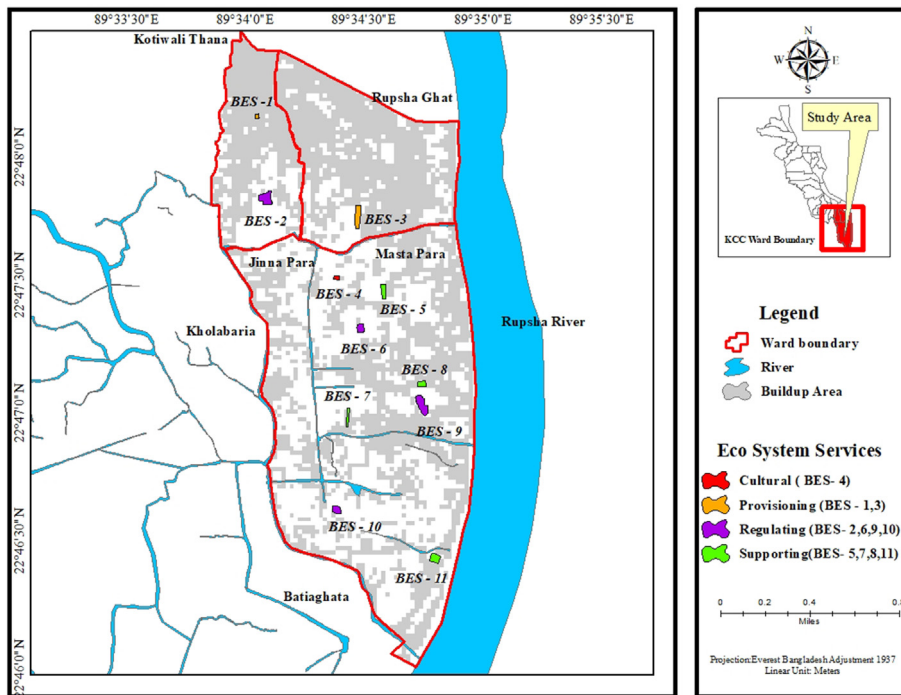 89°33'30"E 89°34'0"E 89°34'30"E 89°35'0"E 89°35'30"E
Kotiwali Thana
BES -1
Rupsha Ghat
22°48'0"N
BES - 2
BES -3
Jinna Para
Masta Para
BES - 4
BES - 5
22°47'30"N
Kholabaria
Rupsha River
BES - 6
BES - 8
BES - 7
22°47'0"N
BES - 9
BES - 10
22°46'30"N
BES - 11
Batiaghata
22°46'0"N
N
W E
S
Study Area
KCC Ward Boundary
Legend
Ward boundary
River
Buildup Area
Eco System Services
Cultural ( BES- 4)
Provisioning (BES - 1,3)
Regulating (BES- 2,6,9,10)
Supporting(BES- 5,7,8,11)
0 0.2 0.4 0.8
Miles
Projection:Everest Bangladesh Adjustment 1937
Linear Unit: Meters